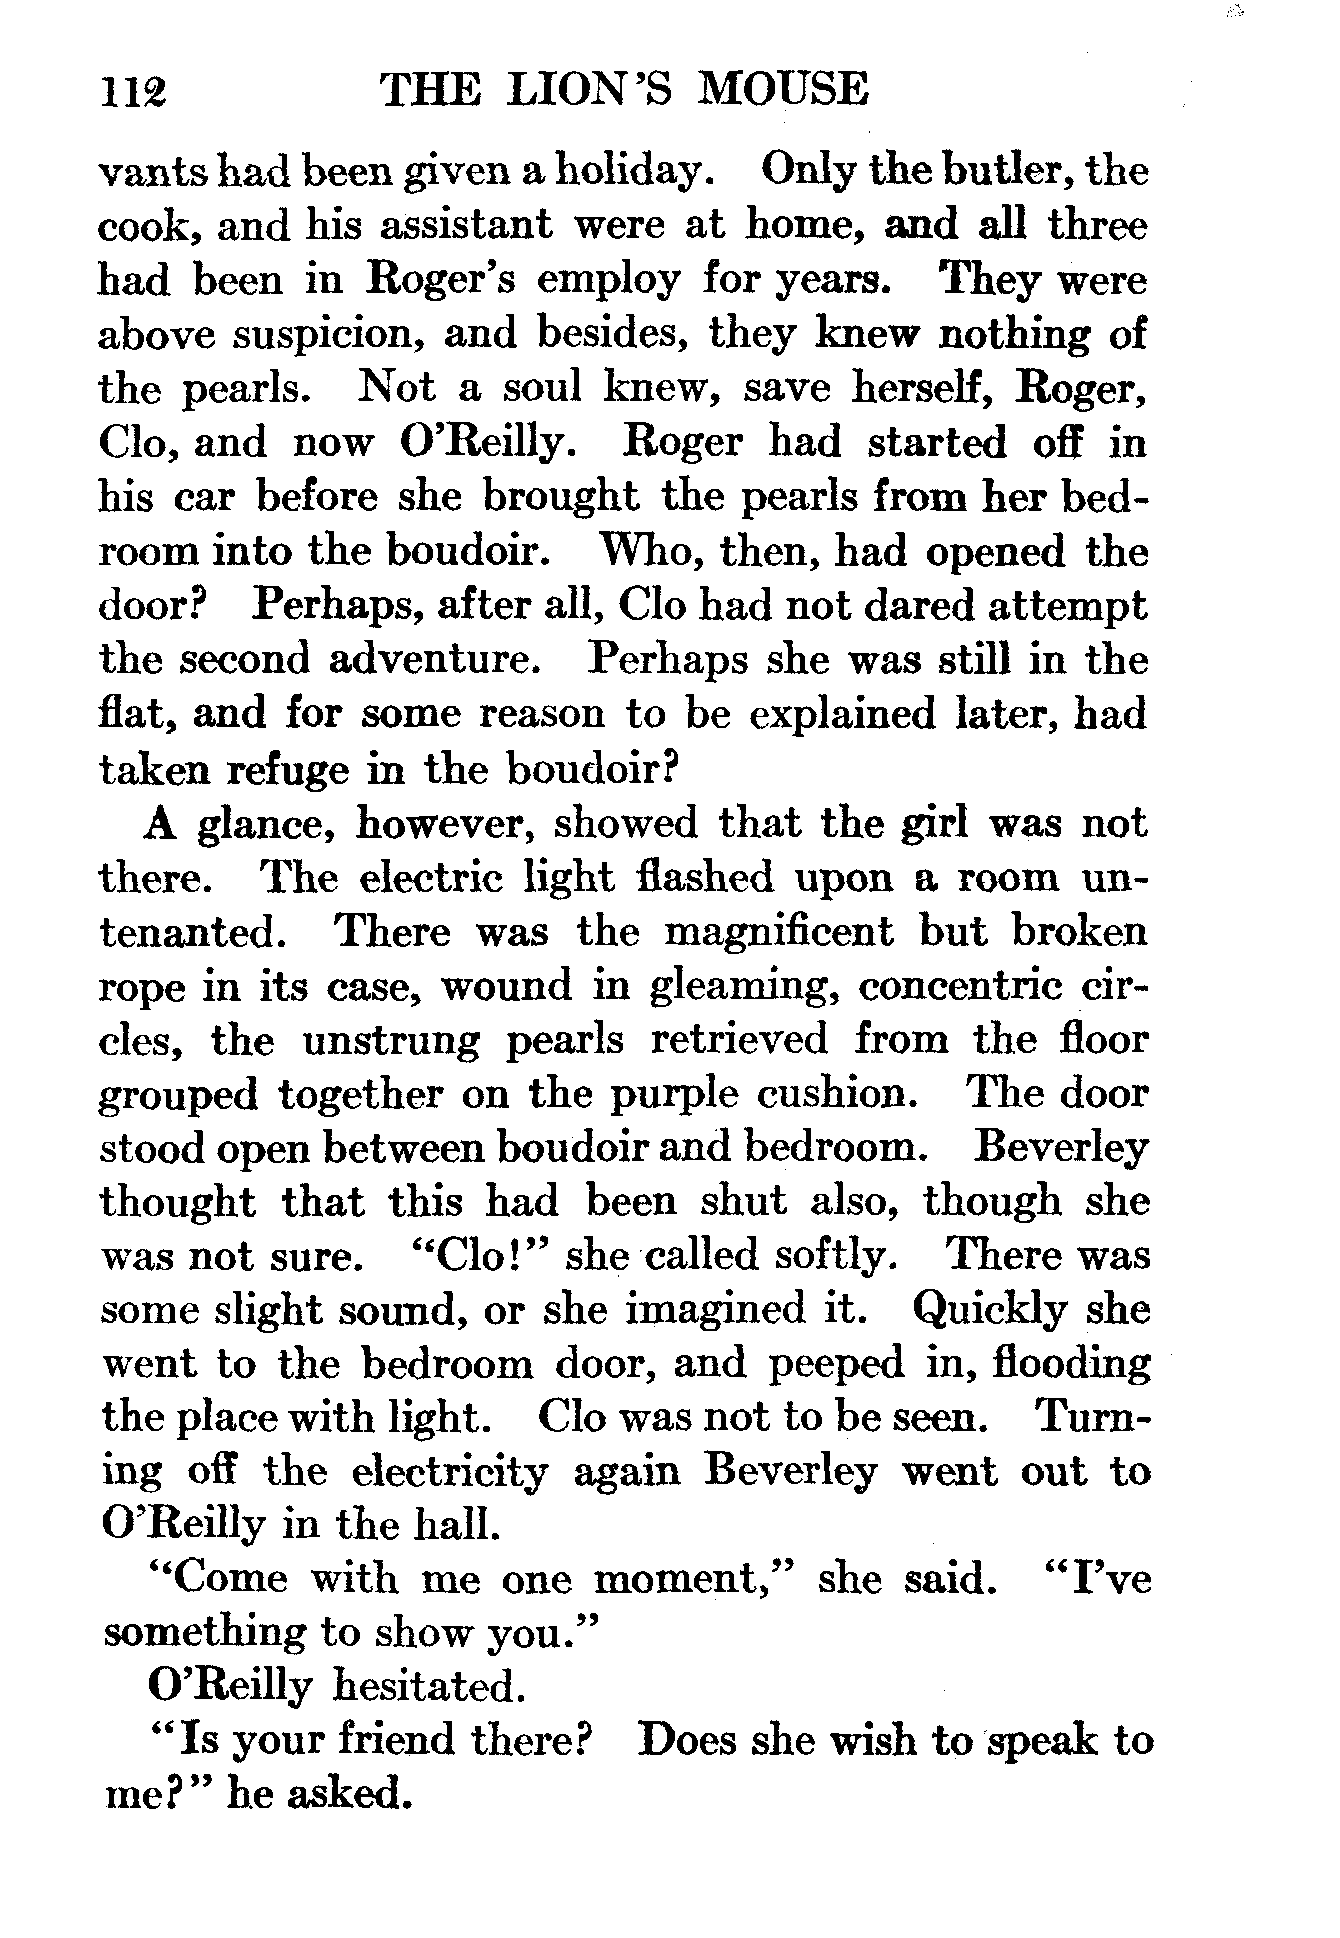 112 THE LION'S MOUSE
vants had been given a holiday. Only the butler, the
cook, and his assistant were at home, and all three
had been in Roger's employ for years. They were
above suspicion, and besides, they knew nothing of
the pearls. Not a soul knew, save herself, Roger,
Clo, and now O'Reilly. Roger had started off in
his car before she brought the pearls from her bed-
room into the boudoir. Who, then, had opened the
door? Perhaps, after all, Clo had not dared attempt
the second adventure. Perhaps she was still in the
flat, and for some reason to be explained later, had
taken refuge in the boudoir?
A glance, however, showed that the girl was not
there. The electric light flashed upon a room un-
tenanted. There was the magnificent but broken
rope in its case, wound in gleaming, concentric cir-
cles, the unstrung pearls retrieved from the floor
grouped together on the purple cushion. The door
stood open between boudoir and bedroom. Beverley
thought that this had been shut also, though she
was not sure. "Clo!" she called softly. There was
some slight sound, or she imagined it. Quickly she
went to the bedroom door, and peeped in, flooding
the place with light. Clo was not to be seen. Turn-
ing off the electricity again Beverley went out to
O'Reilly in the hall.
"Come with me one moment," she said. "I've
something to show you."
O'Reilly hesitated.
"Is your friend there? Does she wish to speak to
me?" he asked.